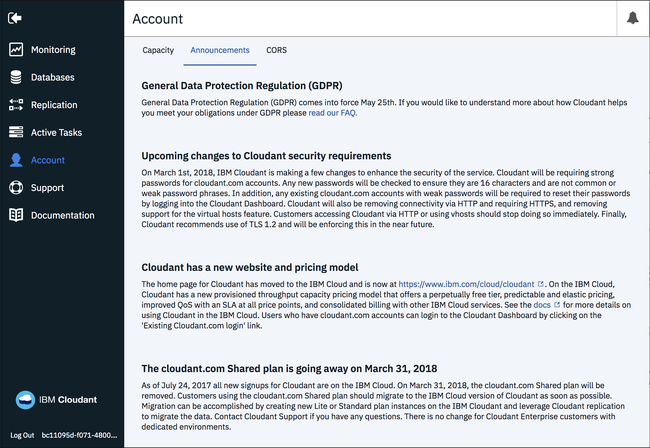 Account
Monitoring
Databases
Replication
Active Tasks
Account
Support
Documentation
IBM Cloudant
Log Out bc11095d-f071-4800...
Capacity Announcements CORS
General Data Protection Regulation (GDPR)
General Data Protection Regulation (GDPR) comes into force May 25th. If you would like to understand more about how Cloudant helps
you meet your obligations under GDPR please read our FAQ.
Upcoming changes to Cloudant security requirements
On March 1st, 2018, IBM Cloudant is making a few changes to enhance the security of the service. Cloudant will be requiring strong
passwords for cloudant.com accounts. Any new passwords will be checked to ensure they are 16 characters and are not common or
weak password phrases. In addition, any existing cloudant.com accounts with weak passwords will be required to reset their passwords
by logging into the Cloudant Dashboard. Cloudant will also be removing connectivity via HTTP and requiring HTTPS, and removing
support for the virtual hosts feature. Customers accessing Cloudant via HTTP or using vhosts should stop doing so immediately. Finally,
Cloudant recommends use of TLS 1.2 and will be enforcing this in the near future.
Cloudant has a new website and pricing model
The home page for Cloudant has moved to the IBM Cloud and is now at https://www.ibm.com/cloud/cloudant . On the IBM Cloud,
Cloudant has a new provisioned throughput capacity pricing model that offers a perpetually free tier, predictable and elastic pricing,
improved QoS with an SLA at all price points, and consolidated billing with other IBM Cloud services. See the docs for more details on
using Cloudant in the IBM Cloud. Users who have cloudant.com accounts can login to the Cloudant Dashboard by clicking on the
'Existing Cloudant.com login' link.
The cloudant.com Shared plan is going away on March 31, 2018
As of July 24, 2017 all new signups for Cloudant are on the IBM Cloud. On March 31, 2018, the cloudant.com Shared plan will be
removed. Customers using the cloudant.com Shared plan should migrate to the IBM Cloud version of Cloudant as soon as possible.
Migration can be accomplished by creating new Lite or Standard plan instances on the IBM Cloudant and leverage Cloudant replication
to migrate the data. Contact Cloudant Support if you have any questions. There is no change for Cloudant Enterprise customers with
dedicated environments.